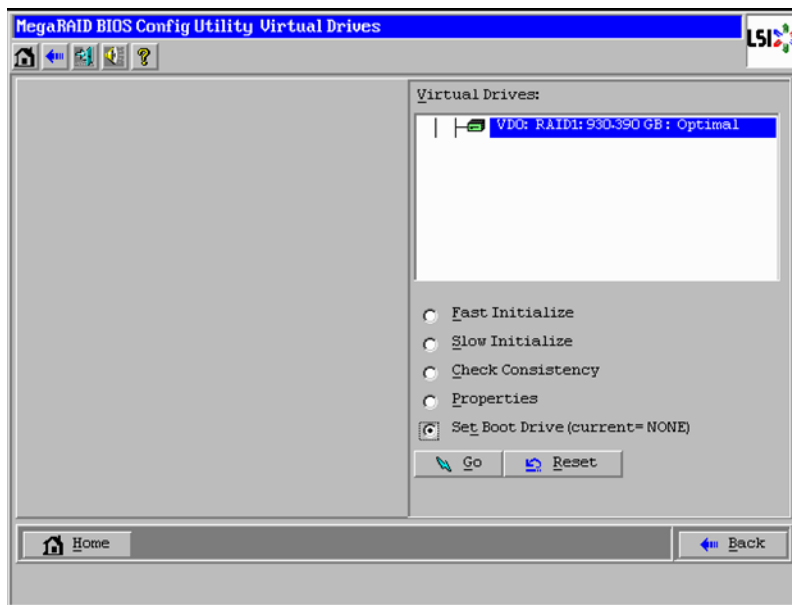 MegaRAID BIOS Config Utility Virtual Drives
LSI
Virtual Drives:
VD0: RAID1: 930.390 GB: Optimal
Fast Initialize
Slow Initialize
Check Consistency
Properties
Set Boot Drive (current= NONE)
Go
Reset
Home
Back